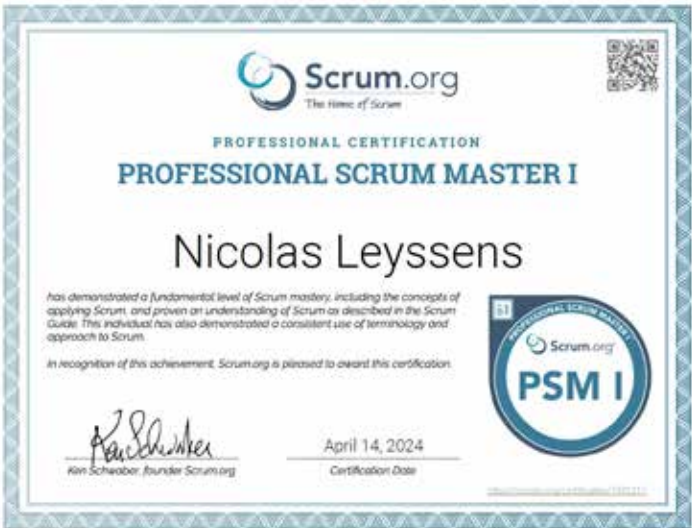 Scrum.org
The Home of Scrum
PROFESSIONAL CERTIFICATION
PROFESSIONAL SCRUM MASTER I
Nicolas Leyssens
has demonstrated a fundamental level of Scrum mastery, including the concepts of
applying Scrum, and proven an understanding of Scrum as described in the Scrum
Guide. This individual has also demonstrated a consistent use of terminology and
approach to Scrum.
In recognition of this achievement, Scrum.org is pleased to award this certification.
PROFESSIONAL SCRUM MASTER I
Scrum.org
PSM I
Ken Schwaber, founder Scrum.org
April 14, 2024
Certification Date